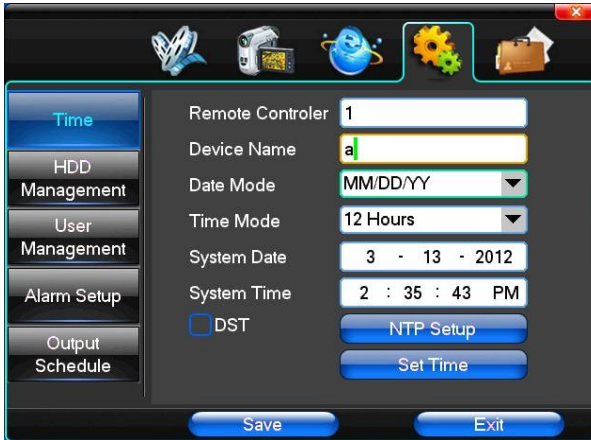 Time
HDD
Management
User
Management
Alarm Setup
Output
Schedule
Remote Controler 1
Device Name a
Date Mode MM/DD/YY
Time Mode 12 Hours
System Date 3 - 13 - 2012
System Time 2 : 35 : 43 PM
DST NTP Setup
Set Time
Save Exit